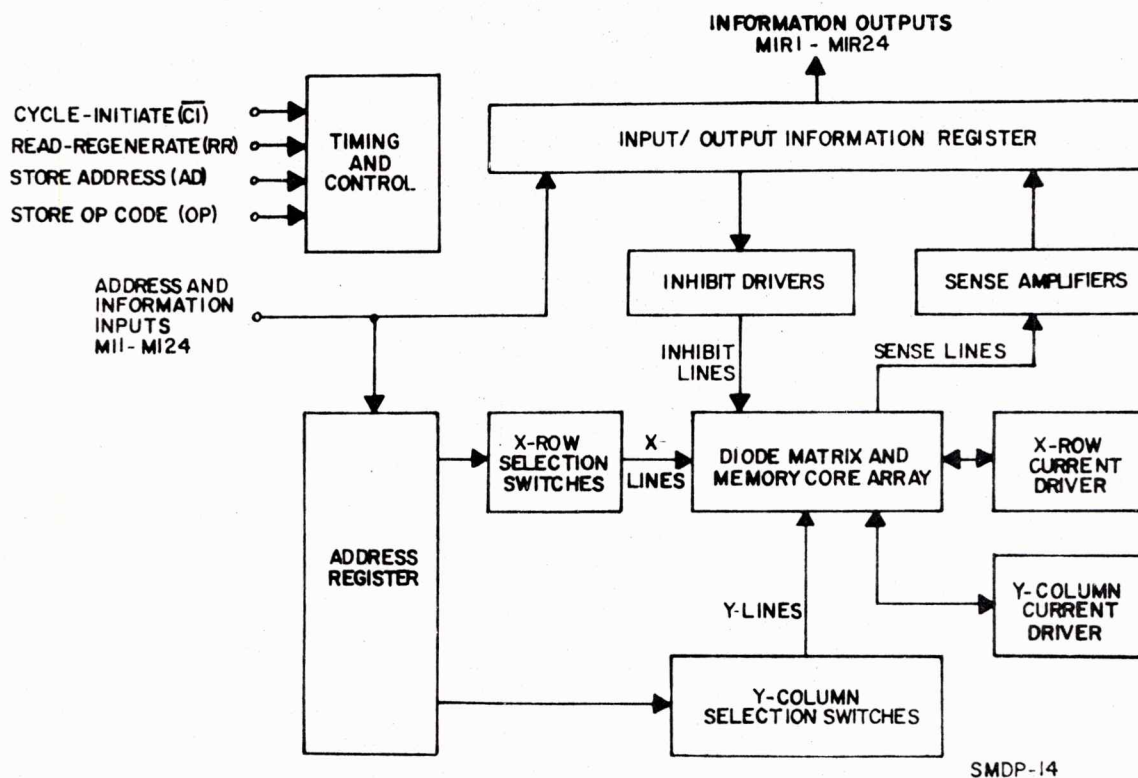 INFORMATION OUTPUTS
MIR1 - MIR24
CYCLE-INITIATE (C̅I̅)
READ-REGENERATE (RR)
STORE ADDRESS (AD)
STORE OP CODE (OP)
TIMING
AND
CONTROL
INPUT/ OUTPUT INFORMATION REGISTER
ADDRESS AND
INFORMATION
INPUTS
MI1- MI24
INHIBIT DRIVERS
SENSE AMPLIFIERS
INHIBIT
LINES
SENSE LINES
X-ROW
SELECTION
SWITCHES
X-
LINES
DIODE MATRIX AND
MEMORY CORE ARRAY
X-ROW
CURRENT
DRIVER
ADDRESS
REGISTER
Y-LINES
Y-COLUMN
CURRENT
DRIVER
Y-COLUMN
SELECTION SWITCHES
SMDP-14